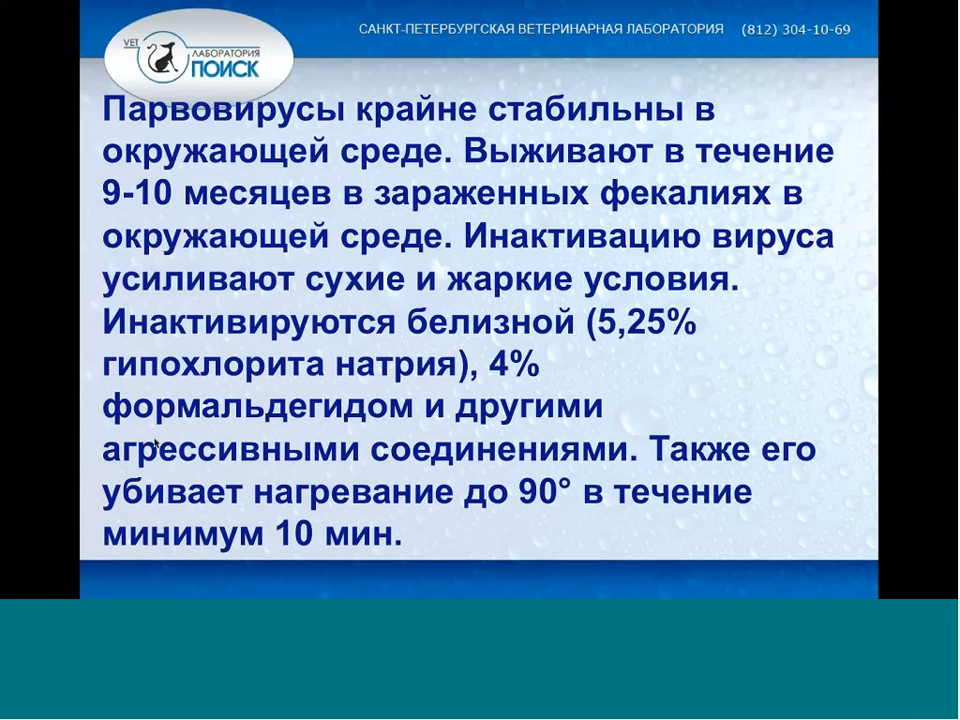 САНКТ-ПЕТЕРБУРГСКАЯ ВЕТЕРИНАРНАЯ ЛАБОРАТОРИЯ (812) 304-10-69
VET
ЛАБОРАТОРИЯ
ПОИСК
Парвовирусы крайне стабильны в
окружающей среде. Выживают в течение
9-10 месяцев в зараженных фекалиях в
окружающей среде. Инактивацию вируса
усиливают сухие и жаркие условия.
Инактивируются белизной (5,25%
гипохлорита натрия), 4%
формальдегидом и другими
агрессивными соединениями. Также его
убивает нагревание до 90° в течение
минимум 10 мин.